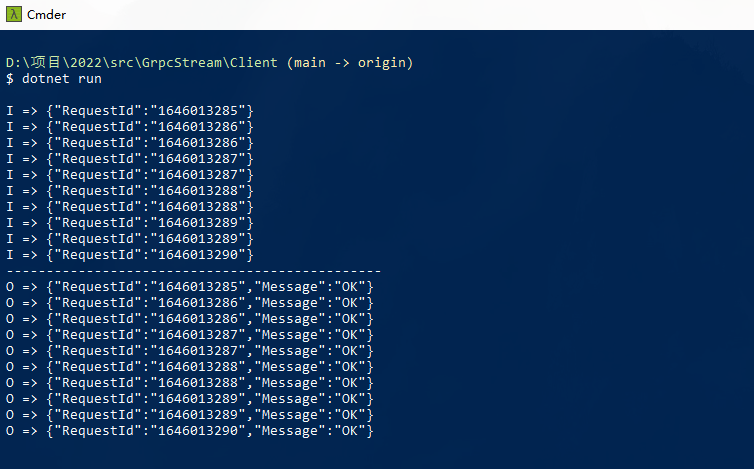 λ Cmder
D:\项目\2022\src\GrpcStream\Client (main -> origin)
$ dotnet run
I => {"RequestId":"1646013285"}
I => {"RequestId":"1646013286"}
I => {"RequestId":"1646013286"}
I => {"RequestId":"1646013287"}
I => {"RequestId":"1646013287"}
I => {"RequestId":"1646013288"}
I => {"RequestId":"1646013288"}
I => {"RequestId":"1646013289"}
I => {"RequestId":"1646013289"}
I => {"RequestId":"1646013290"}
-----------------------------------------------
O => {"RequestId":"1646013285","Message":"OK"}
O => {"RequestId":"1646013286","Message":"OK"}
O => {"RequestId":"1646013286","Message":"OK"}
O => {"RequestId":"1646013287","Message":"OK"}
O => {"RequestId":"1646013287","Message":"OK"}
O => {"RequestId":"1646013288","Message":"OK"}
O => {"RequestId":"1646013288","Message":"OK"}
O => {"RequestId":"1646013289","Message":"OK"}
O => {"RequestId":"1646013289","Message":"OK"}
O => {"RequestId":"1646013290","Message":"OK"}